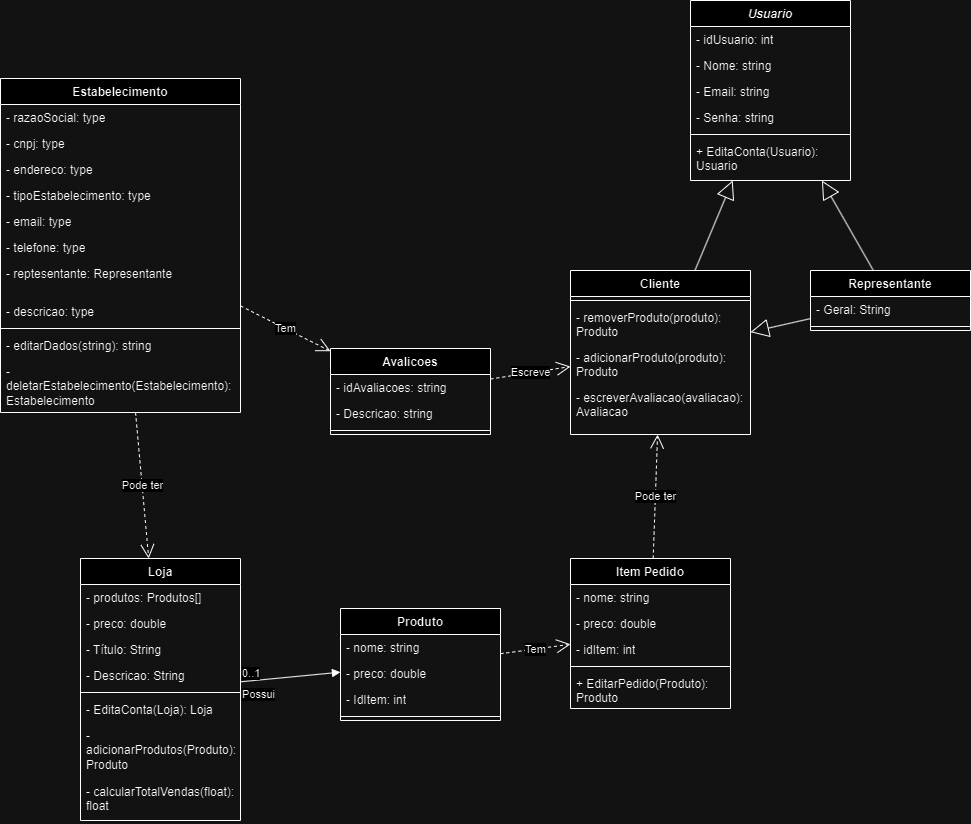 Usuario
- idUsuario: int
- Nome: string
- Email: string
- Senha: string
+ EditaConta(Usuario):
Usuario
Estabelecimento
- razaoSocial: type
- cnpj: type
- endereco: type
- tipoEstabelecimento: type
- email: type
- telefone: type
- reptesentante: Representante
- descricao: type
- editarDados(string): string
-
deletarEstabelecimento(Estabelecimento):
Estabelecimento
Tem
Avalicoes
- idAvaliacoes: string
- Descricao: string
Escreve
Cliente
- removerProduto(produto):
Produto
- adicionarProduto(produto):
Produto
- escreverAvaliacao(avaliacao):
Avaliacao
Representante
- Geral: String
Pode ter
Pode ter
Loja
- produtos: Produtos[]
- preco: double
- Título: String
- Descricao: String
- EditaConta(Loja): Loja
-
adicionarProdutos(Produto):
Produto
- calcularTotalVendas(float):
float
0..1
Possui
Produto
- nome: string
- preco: double
- IdItem: int
Tem
Item Pedido
- nome: string
- preco: double
- idItem: int
+ EditarPedido(Produto):
Produto